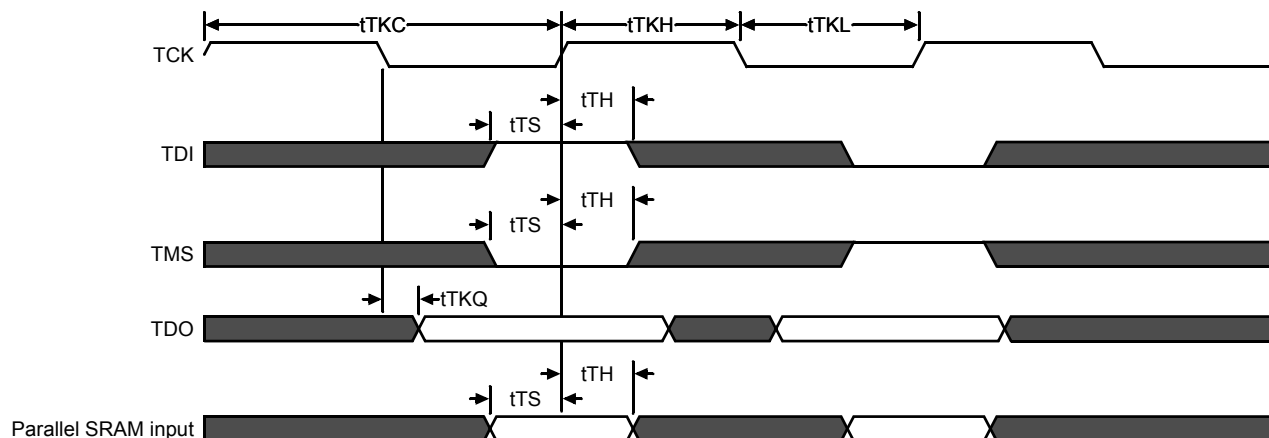 tTKC tTKH tTKL
TCK
tTH
tTS
TDI
tTH
tTS
TMS
tTKQ
TDO
tTH
tTS
Parallel SRAM input